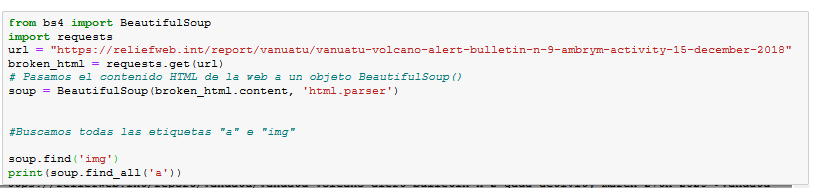 from bs4 import BeautifulSoup
import requests
url = "https://reliefweb.int/report/vanuatu/vanuatu-volcano-alert-bulletin-n-9-ambrym-activity-15-december-2018"
broken_html = requests.get(url)
# Pasamos el contenido HTML de la web a un objeto BeautifulSoup()
soup = BeautifulSoup(broken_html.content, 'html.parser')
#Buscamos todas las etiquetas "a" e "img"
soup.find('img')
print(soup.find_all('a'))